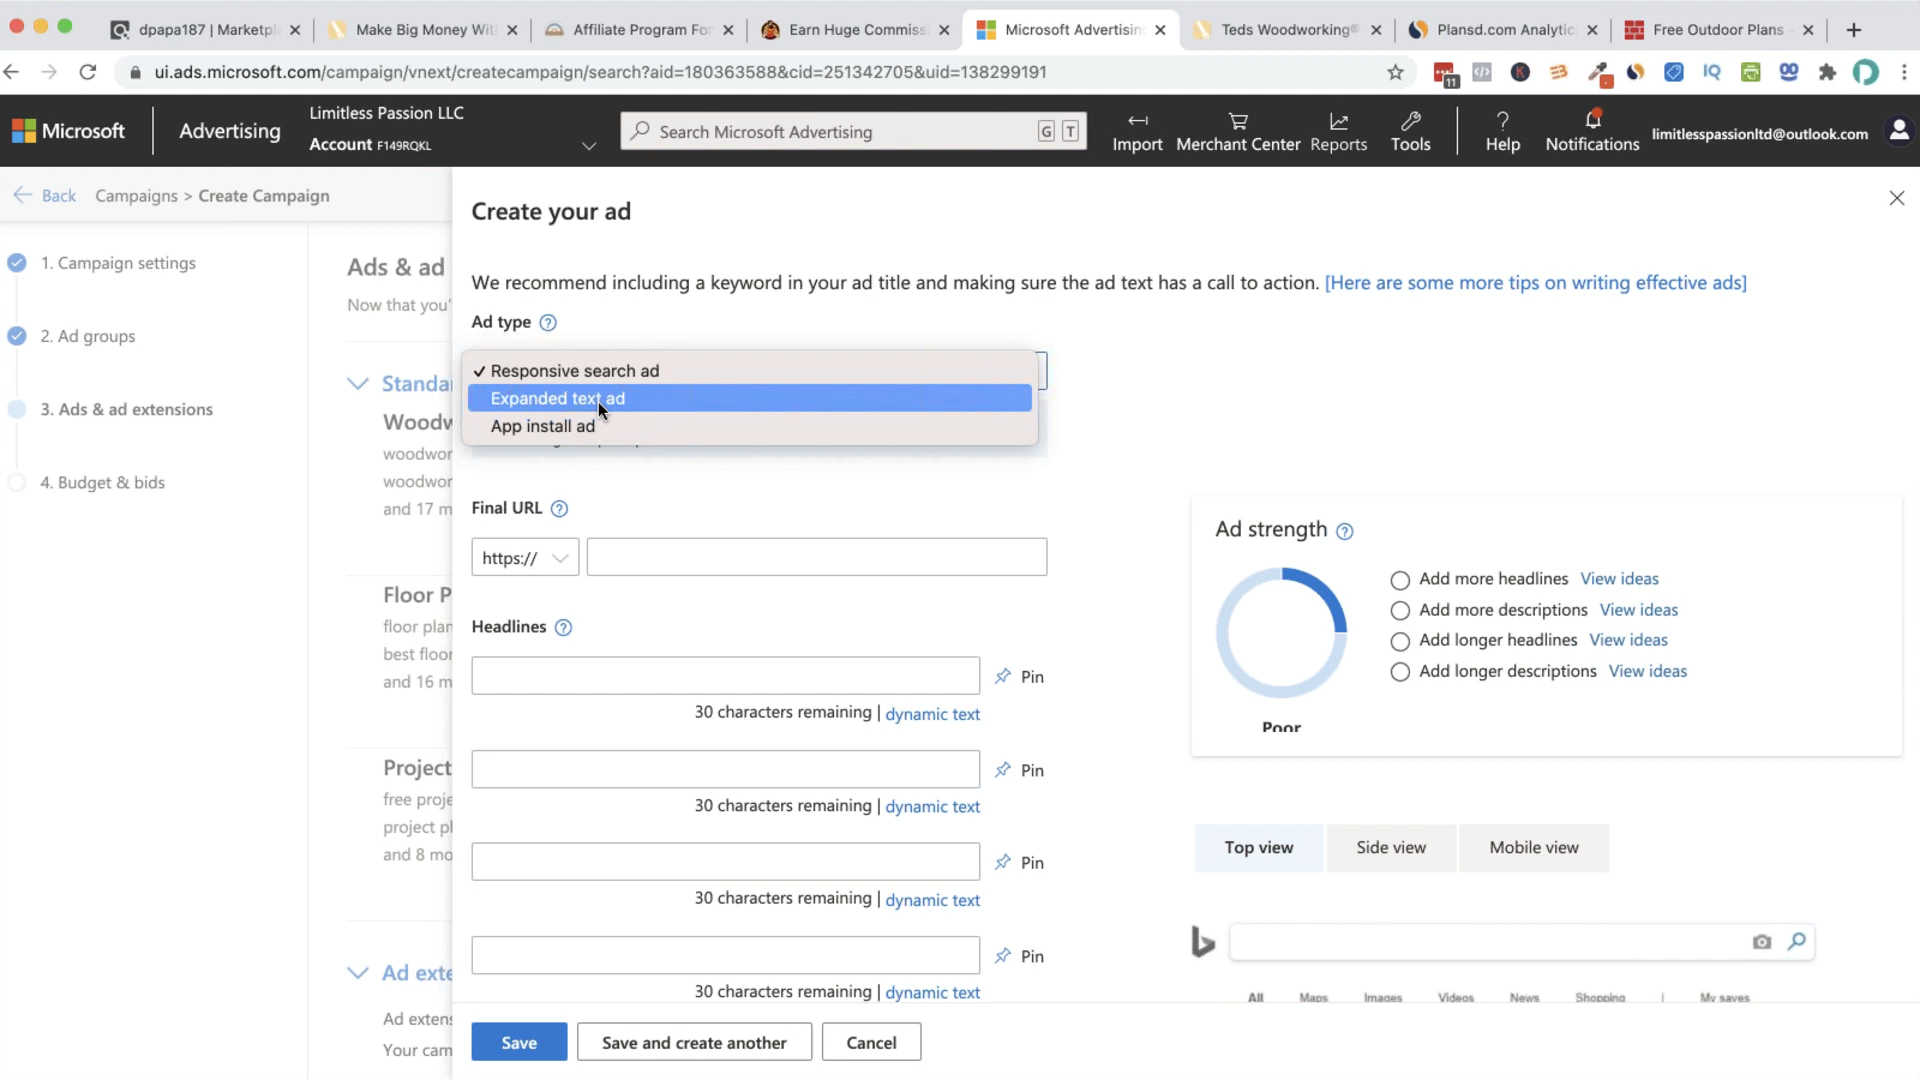 dpapa187 | Marketpl
Make Big Money Wit
Affiliate Program For
Earn Huge Commissi
Microsoft Advertisin
Teds Woodworking®
Plansd.com Analytic
Free Outdoor Plans -
ui.ads.microsoft.com/campaign/vnext/createcampaign/search?aid=180363588&cid=251342705&uid=138299191
11
IQ
Microsoft
Advertising
Limitless Passion LLC
Account F149RQKL
Search Microsoft Advertising
G T
Import
Merchant Center
Reports
Tools
Help
Notifications
limitlesspassionltd@outlook.com
Back
Campaigns > Create Campaign
1. Campaign settings
2. Ad groups
3. Ads & ad extensions
4. Budget & bids
Ads & ad
Now that you'
Standa
Woodw
woodwor
woodwor
and 17 m
Floor P
floor plan
best floor
and 16 m
Project
free proje
project pl
and 8 mo
Ad exte
Ad extens
Your cam
Create your ad
We recommend including a keyword in your ad title and making sure the ad text has a call to action. [Here are some more tips on writing effective ads]
Ad type
Responsive search ad
Expanded text ad
App install ad
Final URL
https://
Headlines
Pin
30 characters remaining | dynamic text
Pin
30 characters remaining | dynamic text
Pin
30 characters remaining | dynamic text
Pin
30 characters remaining | dynamic text
Save
Save and create another
Cancel
Ad strength
Poor
Add more headlines View ideas
Add more descriptions View ideas
Add longer headlines View ideas
Add longer descriptions View ideas
Top view
Side view
Mobile view
All Maps Images Videos News Shopping | My saves